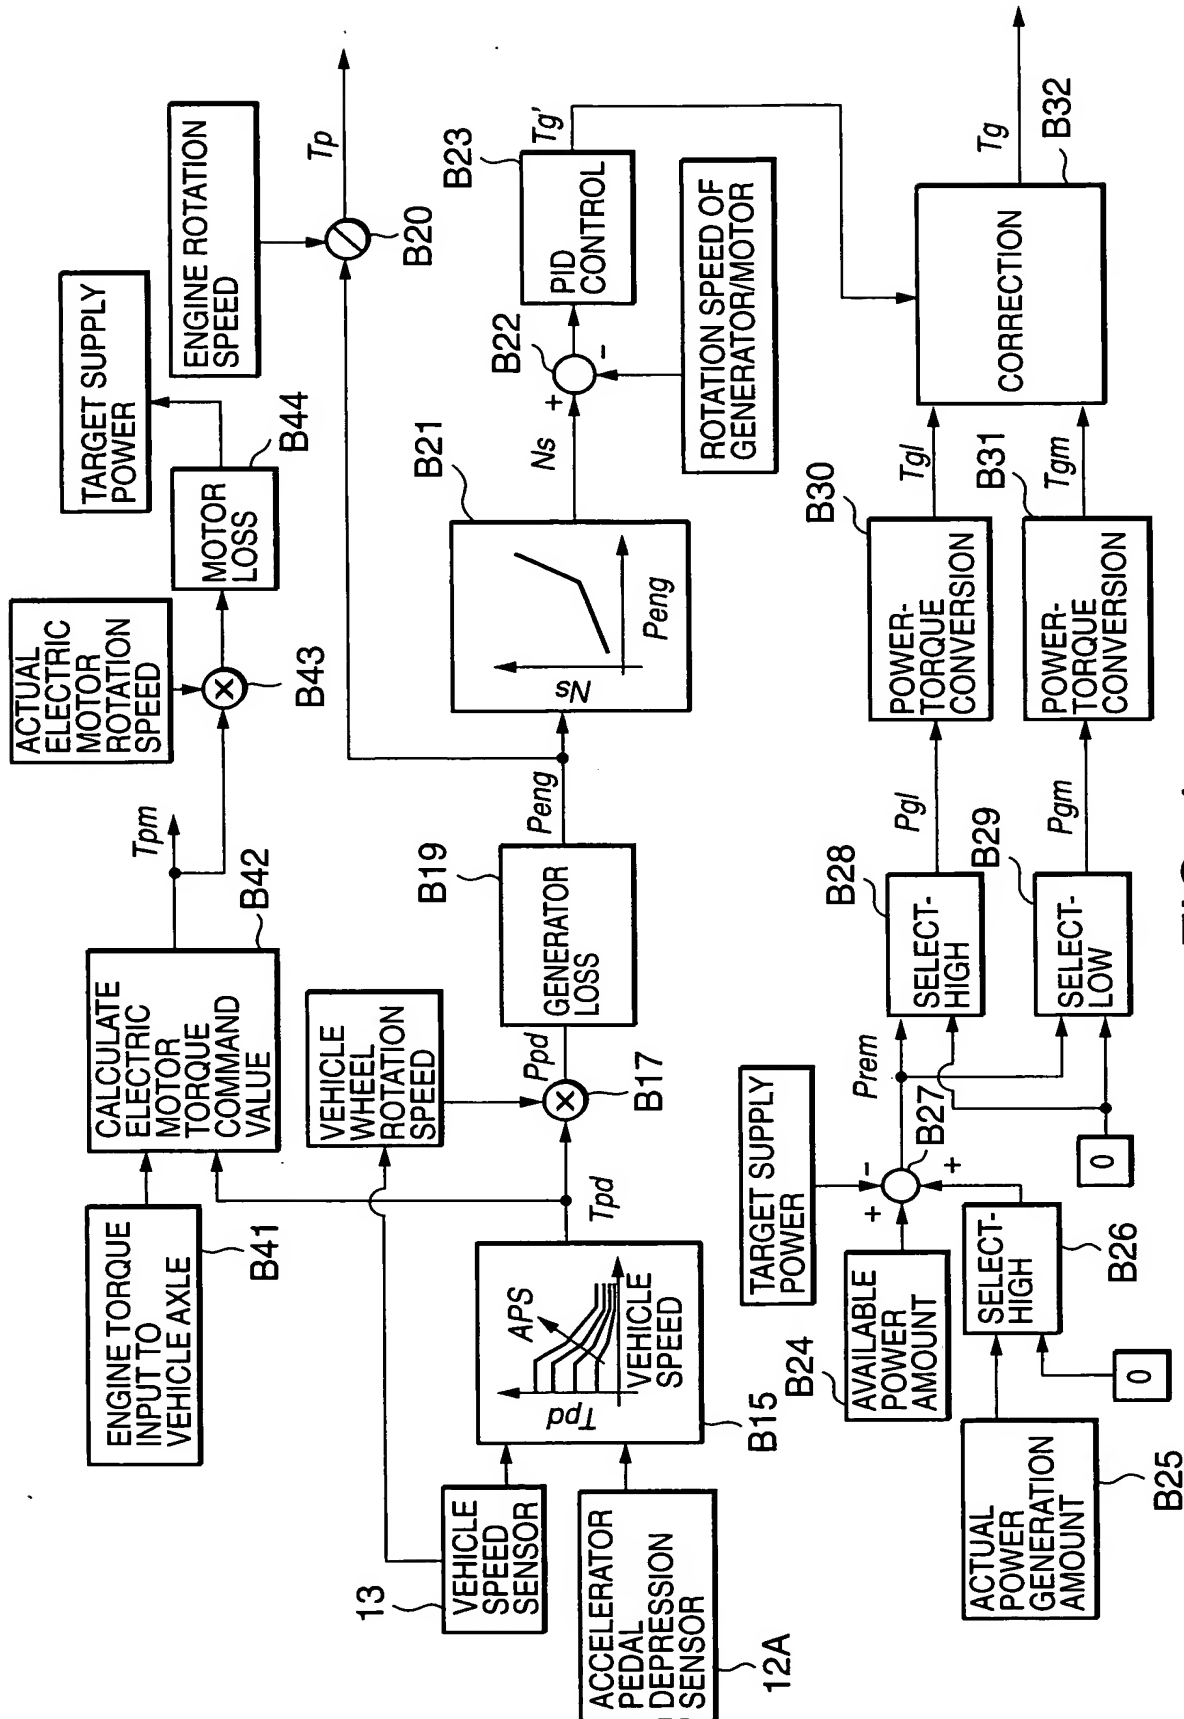 ENGINE TORQUE
INPUT TO
VEHICLE AXLE
B41
CALCULATE
ELECTRIC
MOTOR
TORQUE
COMMAND
VALUE
B42
Tpm
ACTUAL
ELECTRIC
MOTOR
ROTATION
SPEED
×
B43
MOTOR
LOSS
B44
TARGET SUPPLY
POWER
ENGINE ROTATION
SPEED
B20
Tp
13
VEHICLE
SPEED
SENSOR
ACCELERATOR
PEDAL
DEPRESSION
SENSOR
12A
Tpd
APS
VEHICLE
SPEED
B15
Tpd
VEHICLE
WHEEL
ROTATION
SPEED
×
B17
Ppd
GENERATOR
LOSS
B19
Peng
Ns
Peng
B21
Ns
+
-
B22
PID
CONTROL
B23
Tg'
ROTATION SPEED OF
GENERATOR/MOTOR
TARGET SUPPLY
POWER
B24
AVAILABLE
POWER
AMOUNT
ACTUAL
POWER
GENERATION
AMOUNT
B25
0
SELECT-
HIGH
B26
+
-
+
B27
Prem
0
SELECT-
HIGH
B28
SELECT-
LOW
B29
Pgl
Pgm
POWER-
TORQUE
CONVERSION
B30
POWER-
TORQUE
CONVERSION
B31
Tgl
Tgm
CORRECTION
B32
Tg